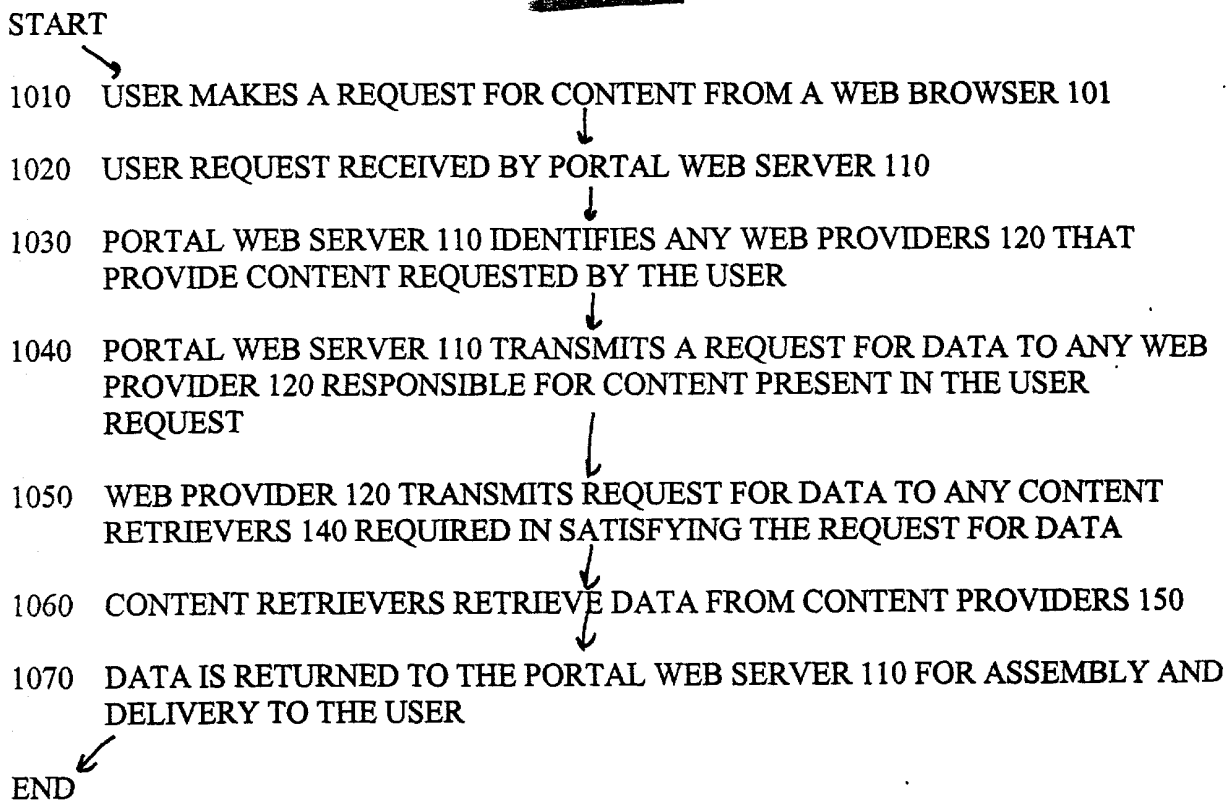 START
1010 USER MAKES A REQUEST FOR CONTENT FROM A WEB BROWSER 101
1020 USER REQUEST RECEIVED BY PORTAL WEB SERVER 110
1030 PORTAL WEB SERVER 110 IDENTIFIES ANY WEB PROVIDERS 120 THAT
PROVIDE CONTENT REQUESTED BY THE USER
1040 PORTAL WEB SERVER 110 TRANSMITS A REQUEST FOR DATA TO ANY WEB
PROVIDER 120 RESPONSIBLE FOR CONTENT PRESENT IN THE USER
REQUEST
1050 WEB PROVIDER 120 TRANSMITS REQUEST FOR DATA TO ANY CONTENT
RETRIEVERS 140 REQUIRED IN SATISFYING THE REQUEST FOR DATA
1060 CONTENT RETRIEVERS RETRIEVE DATA FROM CONTENT PROVIDERS 150
1070 DATA IS RETURNED TO THE PORTAL WEB SERVER 110 FOR ASSEMBLY AND
DELIVERY TO THE USER
END